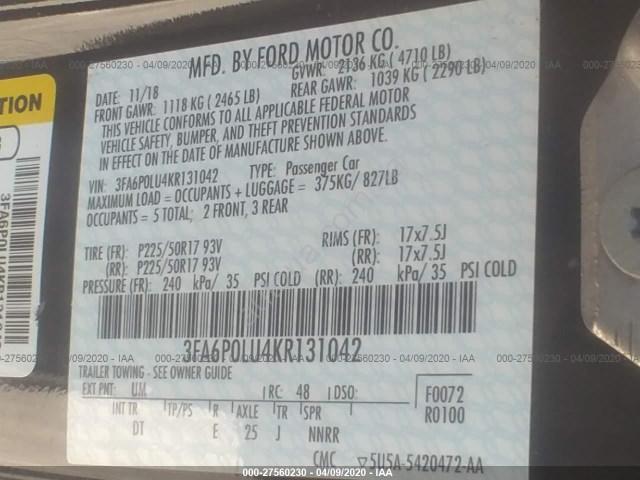 000-27560230 - 04/09/2020 - IAA
MFD. BY FORD MOTOR CO.
DATE: 11/18 GVWR: 2136 KG ( 4710 LB)
FRONT GAWR: 1118 KG ( 2465 LB) REAR GAWR: 1039 KG ( 2290 LB)
THIS VEHICLE CONFORMS TO ALL APPLICABLE FEDERAL MOTOR
VEHICLE SAFETY, BUMPER, AND THEFT PREVENTION STANDARDS
IN EFFECT ON THE DATE OF MANUFACTURE SHOWN ABOVE.
VIN: 3FA6P0LU4KR131042 TYPE: Passenger Car
MAXIMUM LOAD = OCCUPANTS + LUGGAGE = 375KG/ 827LB
OCCUPANTS = 5 TOTAL; 2 FRONT, 3 REAR
TIRE (FR): P225/50R17 93V RIMS (FR): 17x7.5J
(RR): P225/50R17 93V (RR): 17x7.5J
PRESSURE (FR): 240 kPa/ 35 PSI COLD (RR): 240 kPa/ 35 PSI COLD
3FA6P0LU4KR131042
TRAILER TOWING - SEE OWNER GUIDE
EXT PNT: UM RC: 48 DSO: F0072
INT TR TP/PS R AXLE TR SPR R0100
DT E 25 J NNRR
CMC 5U5A-5420472-AA
000-27560230 - 04/09/2020 - IAA